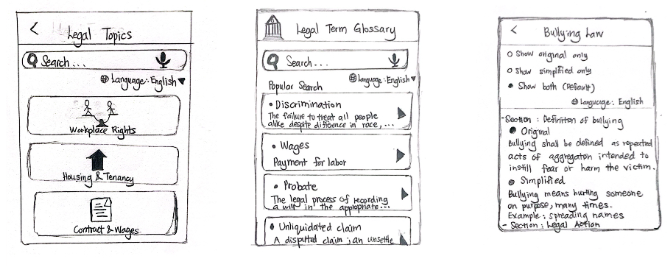 Legal Topics
Search...
Language: English
Workplace Rights
Housing & Tenancy
Contract & Wages
Legal Term Glossary
Search...
Language: English
Popular Search
• Discrimination
The failure to treat all people
alike despite difference in race, ...
• Wages
Payment for labor
• Probate
The legal process of recording
a will in the appropriate...
• Unliquidated claim
A disputed claim ; an unsettle
Bullying Law
Show original only
Show simplified only
Show both (Default)
Language: English
- Section : Definiton of bullying
Original
Bullying shall be defined as repeated
acts of aggregation intended to
instill fear or harm the victim.
Simplified
Bullying means hurting someone
on purpose, many times.
Example : spreading names
- Section : Legal Action